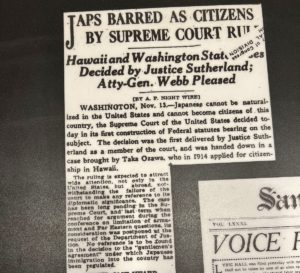 JAPS BARRED AS CITIZENS
BY SUPREME COURT
Hawaii and Washington
Decided by Justice Sutherland;
Atty-Gen. Webb Pleased
[BY A. P. NIGHT WIRE]
WASHINGTON, Nov. 13.—Japanese cannot be natural-
ized in the United States and cannot become citizens of this
country, the Supreme Court of the United States decided to-
day in its first construction of Federal statutes bearing on the
subject. The decision was the first delivered by Justice Suth-
erland as a member of the court, and was handed down in a
case brought by Taka Ozawa, who in 1914 applied for citizen-
ship in Hawaii.
The ruling is expected to attract
wide attention, not only in the
United States, but abroad, not-
withstanding the failure of the
court to make any reference to its
diplomatic significance. The case
has been long pending in the Su-
preme Court, and last year, when
reached for argument during the
conference on limitation of arma-
ment and Far Eastern questions, its
consideration was postponed at the
request of the Department of Jus-
tice. No reference is to be found
in the decision to the "gentlemen's
agreement" under which Japanese
immigration into the country has
been regulated.
San
VOL. LXXXI
VOICE